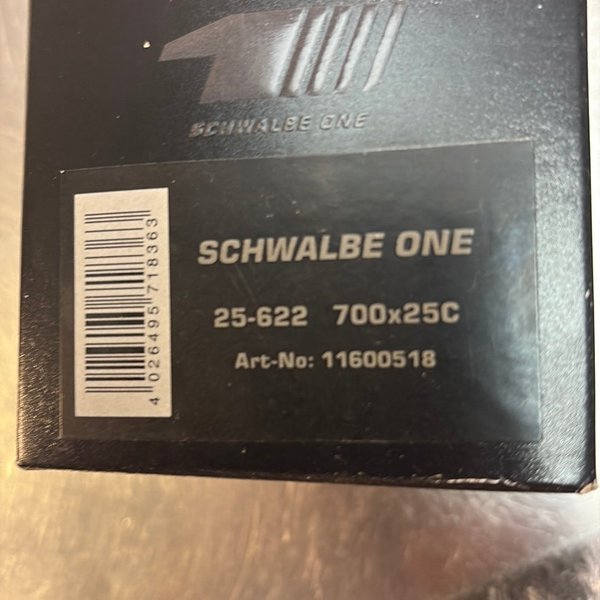 SCHWALBE ONE
SCHWALBE ONE
25-622 700x25C
Art-No: 11600518
4 026495 718363